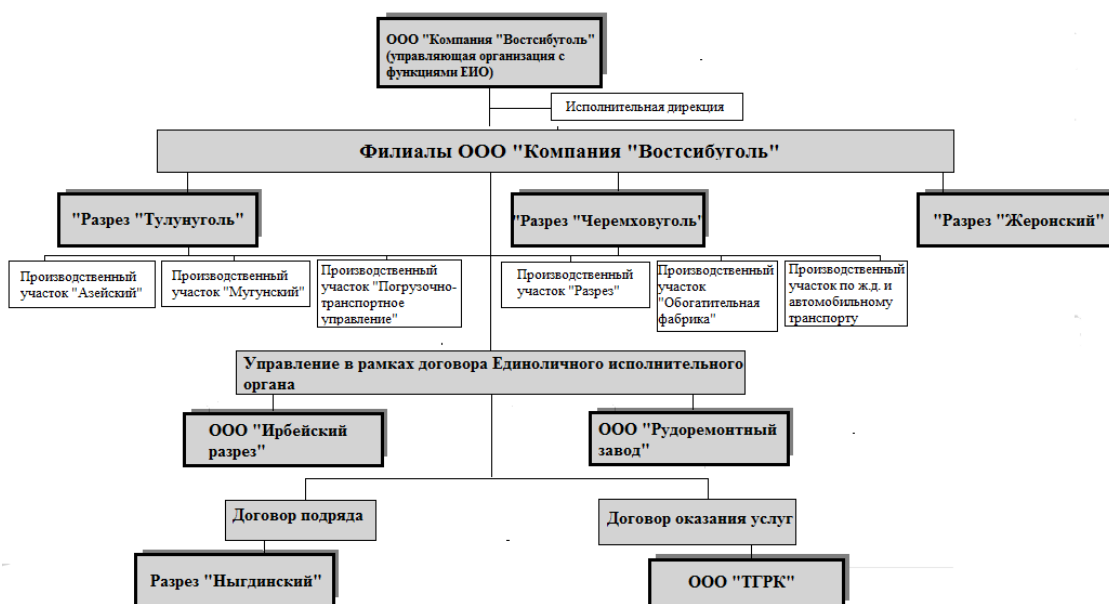 ООО "Компания "Востсибуголь"
(управляющая организация с
функциями ЕИО)
Исполнительная дирекция
Филиалы ООО "Компания "Востсибуголь"
"Разрез "Тулунуголь"
"Разрез "Черемховуголь"
"Разрез "Жеронский"
Производственный
участок "Азейский"
Производственный
участок "Мугунский"
Производственный
участок "Погрузочно-
транспортное
управление"
Производственный
участок "Разрез"
Производственный
участок
"Обогатительная
фабрика"
Производственный
участок по ж.д. и
автомобильному
транспорту
Управление в рамках договора Единоличного исполнительного
органа
ООО "Ирбейский
разрез"
ООО "Рудоремонтный
завод"
Договор подряда
Договор оказания услуг
Разрез "Ныгдинский"
ООО "ТГРК"